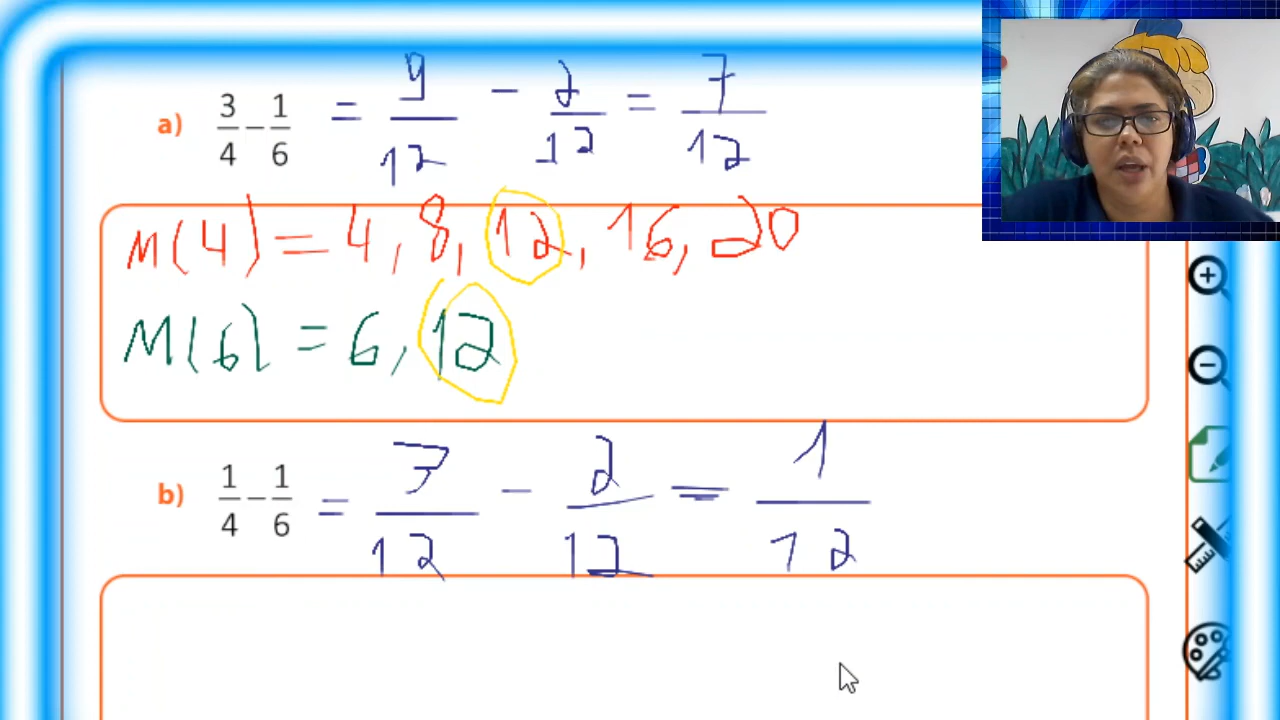 a) 3/4 − 1/6 = 9/12 − 2/12 = 7/12
M(4) = 4, 8, 12, 16, 20
M(6) = 6, 12
b) 1/4 − 1/6 = 3/12 − 2/12 = 1/12